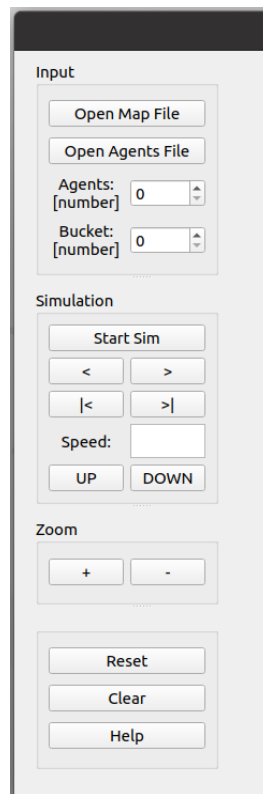 Input
Open Map File
Open Agents File
Agents:
[number]
0
Bucket:
[number]
0
Simulation
Start Sim
< >
|< >|
Speed:
UP DOWN
Zoom
+ -
Reset
Clear
Help